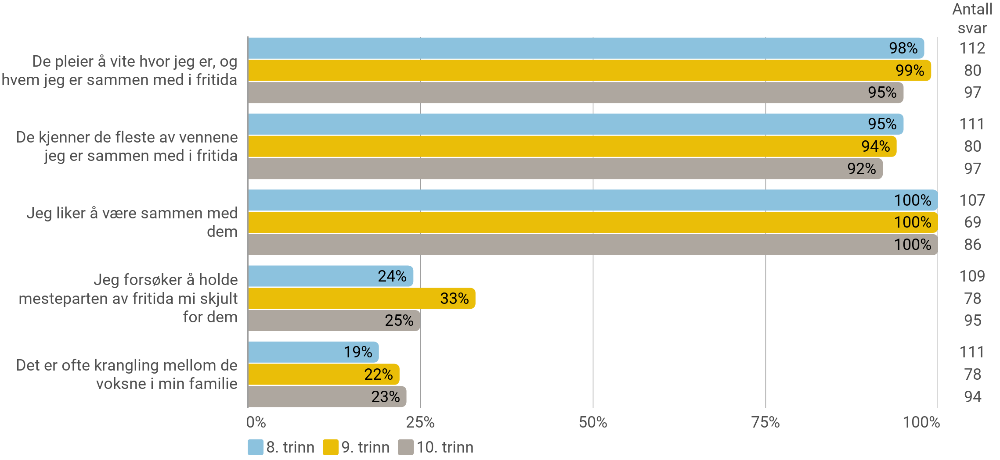 Antall
svar
De pleier å vite hvor jeg er, og
hvem jeg er sammen med i fritida
98% 112
99% 80
95% 97
De kjenner de fleste av vennene
jeg er sammen med i fritida
95% 111
94% 80
92% 97
Jeg liker å være sammen med
dem
100% 107
100% 69
100% 86
Jeg forsøker å holde
mesteparten av fritida mi skjult
for dem
24% 109
33% 78
25% 95
Det er ofte krangling mellom de
voksne i min familie
19% 111
22% 78
23% 94
0% 25% 50% 75% 100%
8. trinn 9. trinn 10. trinn